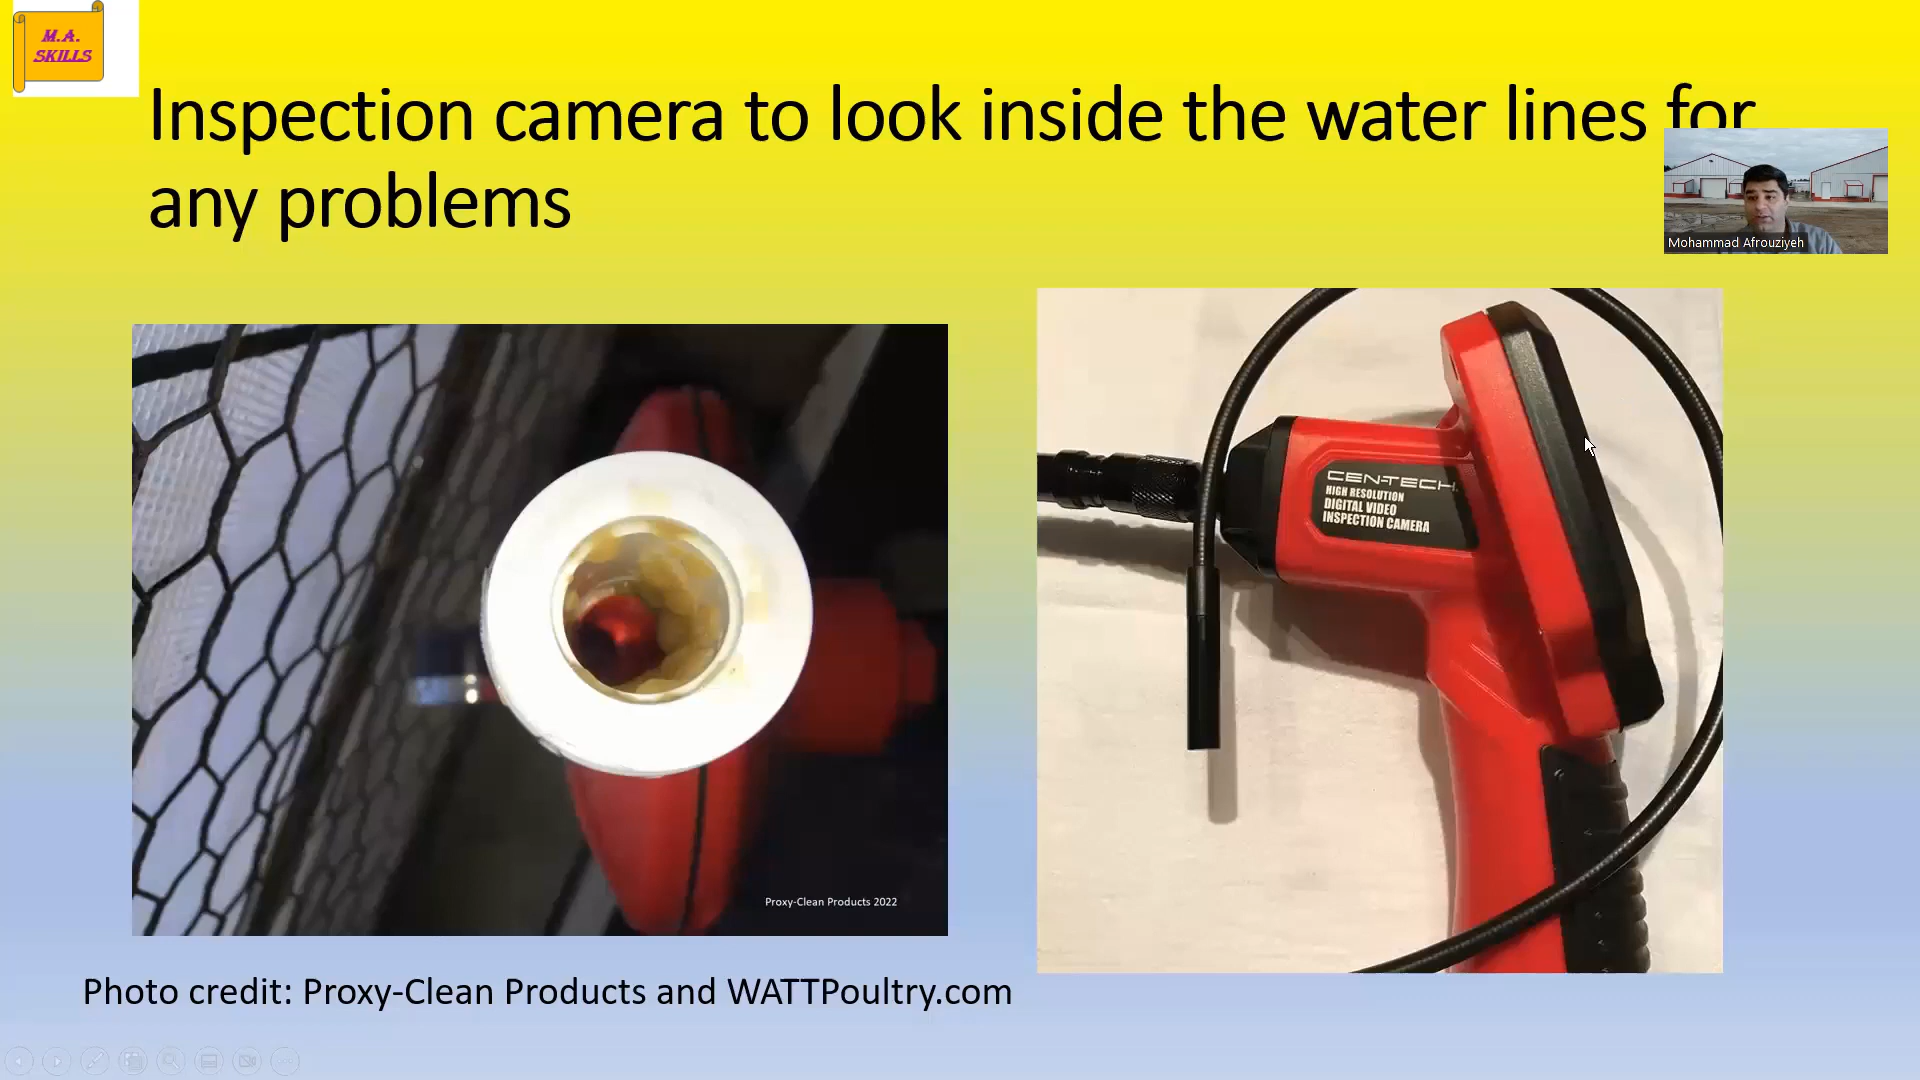 M.A.
SKILLS
Inspection camera to look inside the water lines for
any problems
Mohammad Afrouziyeh
CEN-TECH.
HIGH RESOLUTION
DIGITAL VIDEO
INSPECTION CAMERA
Proxy-Clean Products 2022
Photo credit: Proxy-Clean Products and WATTPoultry.com